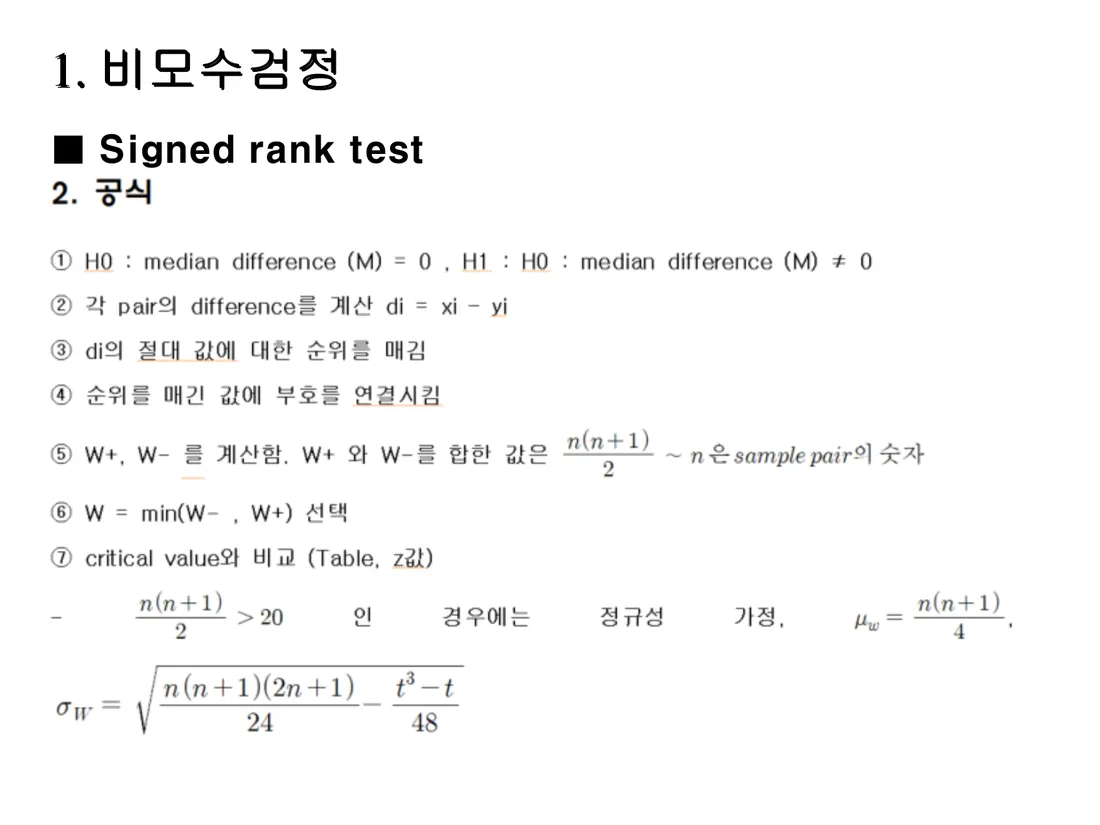 1. 비모수검정
■ Signed rank test
2. 공식
① H0 : median difference (M) = 0 , H1 : H0 : median difference (M) ≠ 0
② 각 pair의 difference를 계산 di = xi - yi
③ di의 절대 값에 대한 순위를 매김
④ 순위를 매긴 값에 부호를 연결시킴
⑤ W+, W- 를 계산함. W+ 와 W-를 합한 값은 n(n+1)/2 ~ n은 sample pair의 숫자
⑥ W = min(W- , W+) 선택
⑦ critical value와 비교 (Table, z값)
- n(n+1)/2 > 20 인 경우에는 정규성 가정, μw = n(n+1)/4,
σW = √(n(n+1)(2n+1)/24 - t³-t/48)